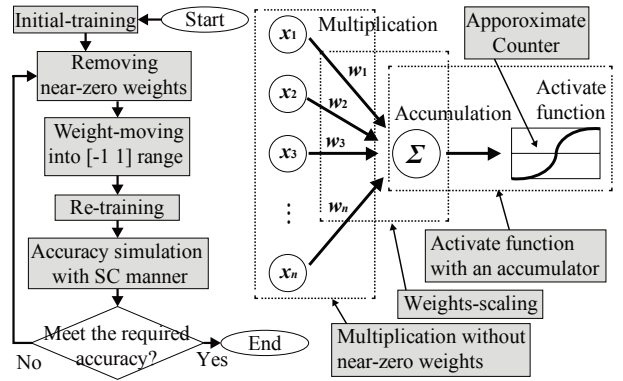 Initial-training
Start
Removing
near-zero weights
Weight-moving
into [-1 1] range
Re-training
Accuracy simulation
with SC manner
Meet the required
accuracy?
No
Yes
End
Multiplication
x1
x2
x3
⋮
xn
w1
w2
w3
wn
Accumulation
Σ
Apporoximate
Counter
Activate
function
Activate function
with an accumulator
Weights-scaling
Multiplication without
near-zero weights